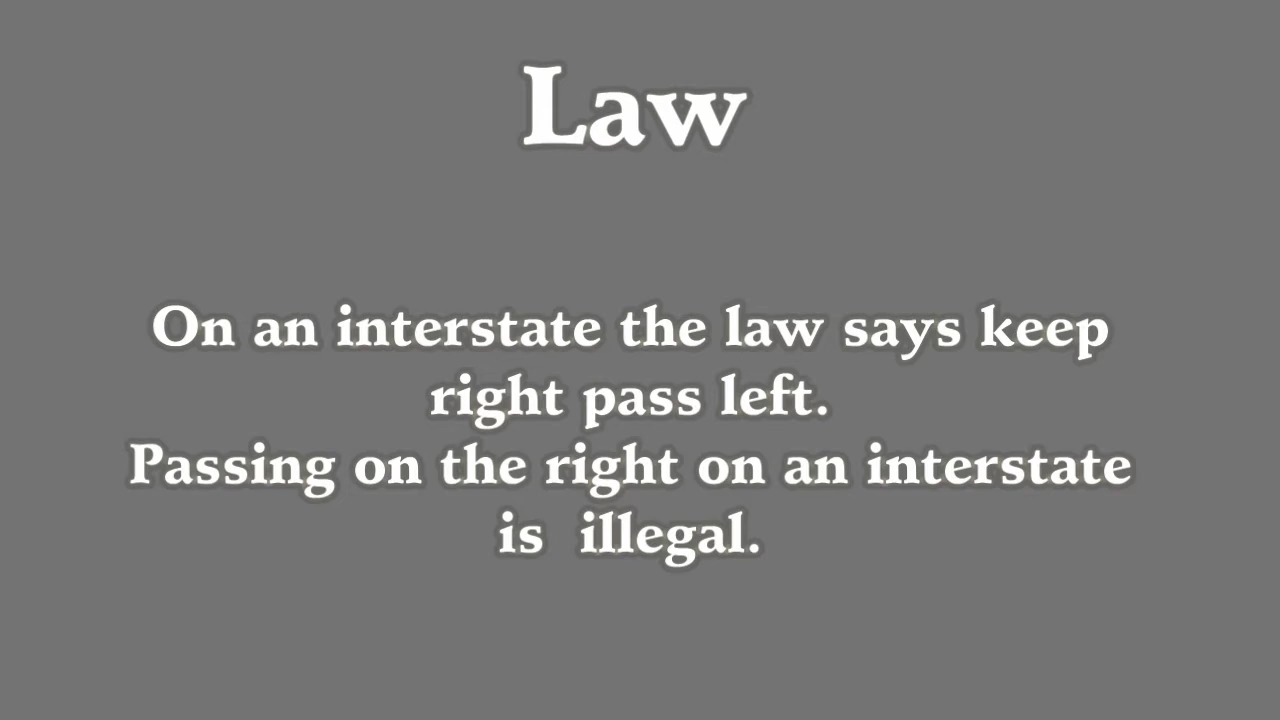 Law
On an interstate the law says keep
right pass left.
Passing on the right on an interstate
is  illegal.